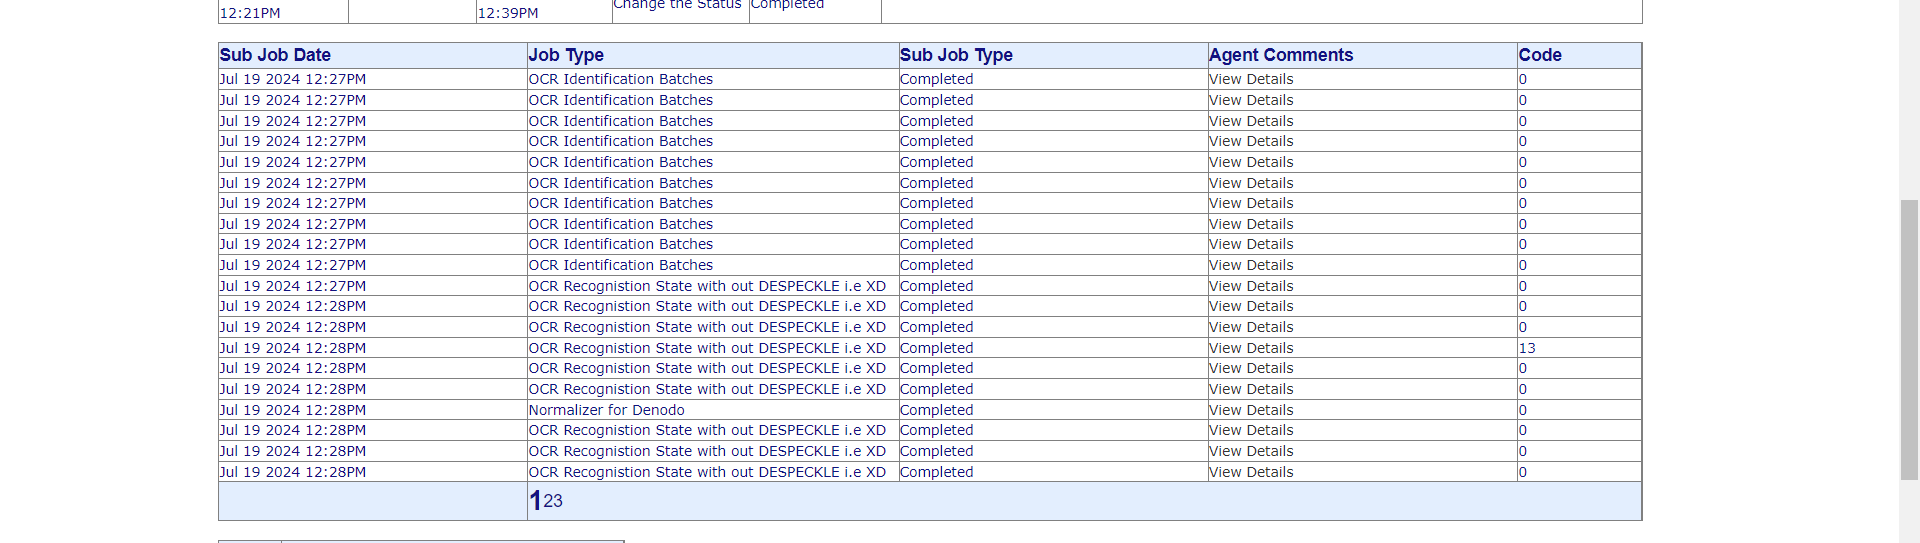 12:21PM 12:39PM Change the Status Completed
Sub Job Date Job Type Sub Job Type Agent Comments Code
Jul 19 2024 12:27PM OCR Identification Batches Completed View Details 0
Jul 19 2024 12:27PM OCR Identification Batches Completed View Details 0
Jul 19 2024 12:27PM OCR Identification Batches Completed View Details 0
Jul 19 2024 12:27PM OCR Identification Batches Completed View Details 0
Jul 19 2024 12:27PM OCR Identification Batches Completed View Details 0
Jul 19 2024 12:27PM OCR Identification Batches Completed View Details 0
Jul 19 2024 12:27PM OCR Identification Batches Completed View Details 0
Jul 19 2024 12:27PM OCR Identification Batches Completed View Details 0
Jul 19 2024 12:27PM OCR Identification Batches Completed View Details 0
Jul 19 2024 12:27PM OCR Identification Batches Completed View Details 0
Jul 19 2024 12:27PM OCR Recognistion State with out DESPECKLE i.e XD Completed View Details 0
Jul 19 2024 12:28PM OCR Recognistion State with out DESPECKLE i.e XD Completed View Details 0
Jul 19 2024 12:28PM OCR Recognistion State with out DESPECKLE i.e XD Completed View Details 0
Jul 19 2024 12:28PM OCR Recognistion State with out DESPECKLE i.e XD Completed View Details 13
Jul 19 2024 12:28PM OCR Recognistion State with out DESPECKLE i.e XD Completed View Details 0
Jul 19 2024 12:28PM OCR Recognistion State with out DESPECKLE i.e XD Completed View Details 0
Jul 19 2024 12:28PM Normalizer for Denodo Completed View Details 0
Jul 19 2024 12:28PM OCR Recognistion State with out DESPECKLE i.e XD Completed View Details 0
Jul 19 2024 12:28PM OCR Recognistion State with out DESPECKLE i.e XD Completed View Details 0
Jul 19 2024 12:28PM OCR Recognistion State with out DESPECKLE i.e XD Completed View Details 0
123